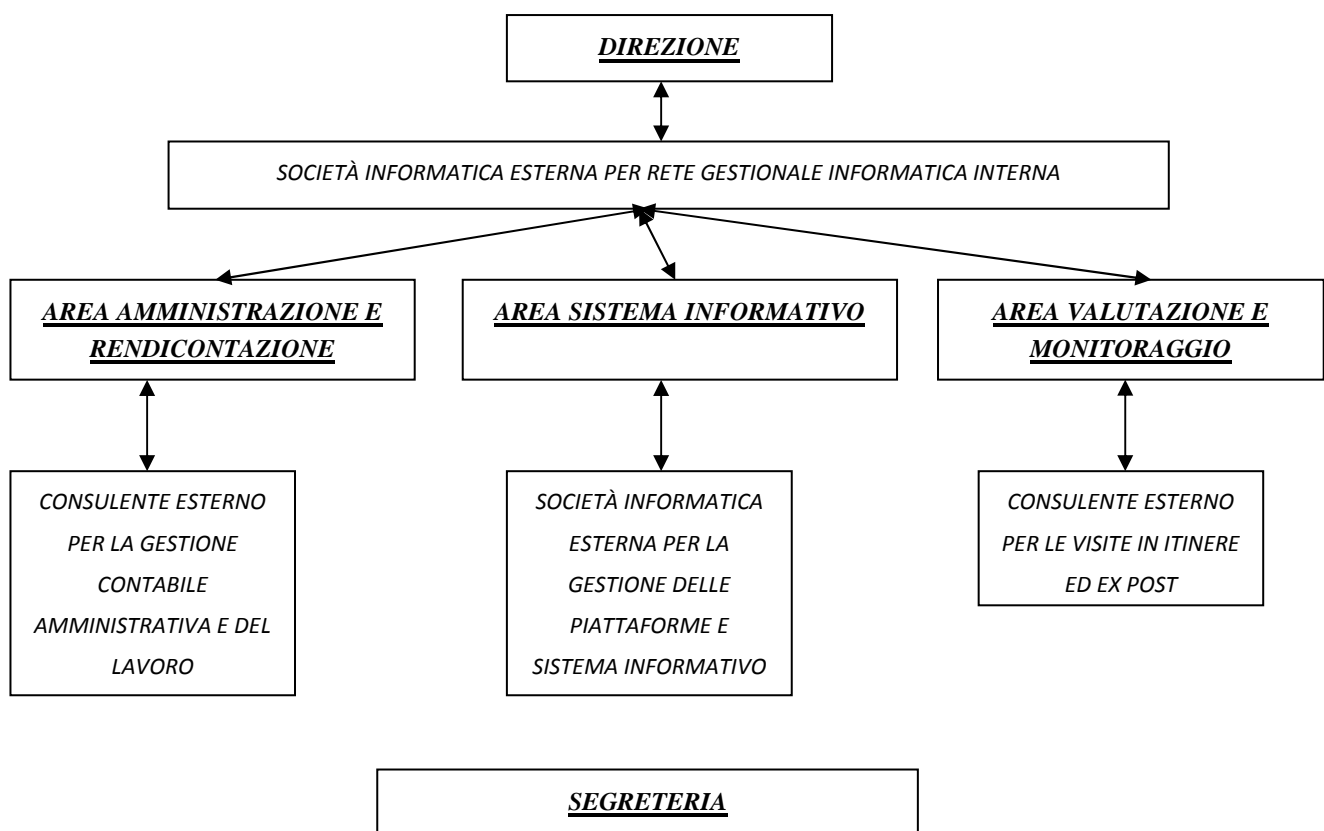 DIREZIONE
SOCIETÀ INFORMATICA ESTERNA PER RETE GESTIONALE INFORMATICA INTERNA
AREA AMMINISTRAZIONE E
RENDICONTAZIONE
AREA SISTEMA INFORMATIVO
AREA VALUTAZIONE E
MONITORAGGIO
CONSULENTE ESTERNO
PER LA GESTIONE
CONTABILE
AMMINISTRATIVA E DEL
LAVORO
SOCIETÀ INFORMATICA
ESTERNA PER LA
GESTIONE DELLE
PIATTAFORME E
SISTEMA INFORMATIVO
CONSULENTE ESTERNO
PER LE VISITE IN ITINERE
ED EX POST
SEGRETERIA